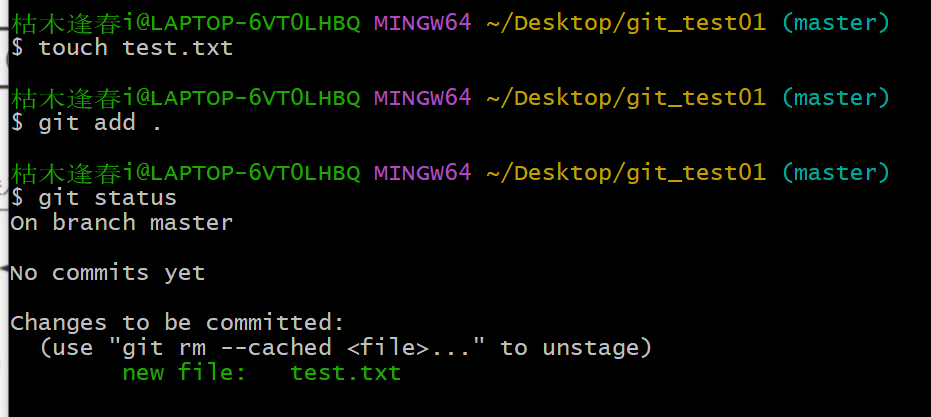 枯木逢春i@LAPTOP-6VT0LHBQ MINGW64 ~/Desktop/git_test01 (master)
$ touch test.txt
枯木逢春i@LAPTOP-6VT0LHBQ MINGW64 ~/Desktop/git_test01 (master)
$ git add .
枯木逢春i@LAPTOP-6VT0LHBQ MINGW64 ~/Desktop/git_test01 (master)
$ git status
On branch master
No commits yet
Changes to be committed:
  (use "git rm --cached <file>..." to unstage)
        new file:   test.txt